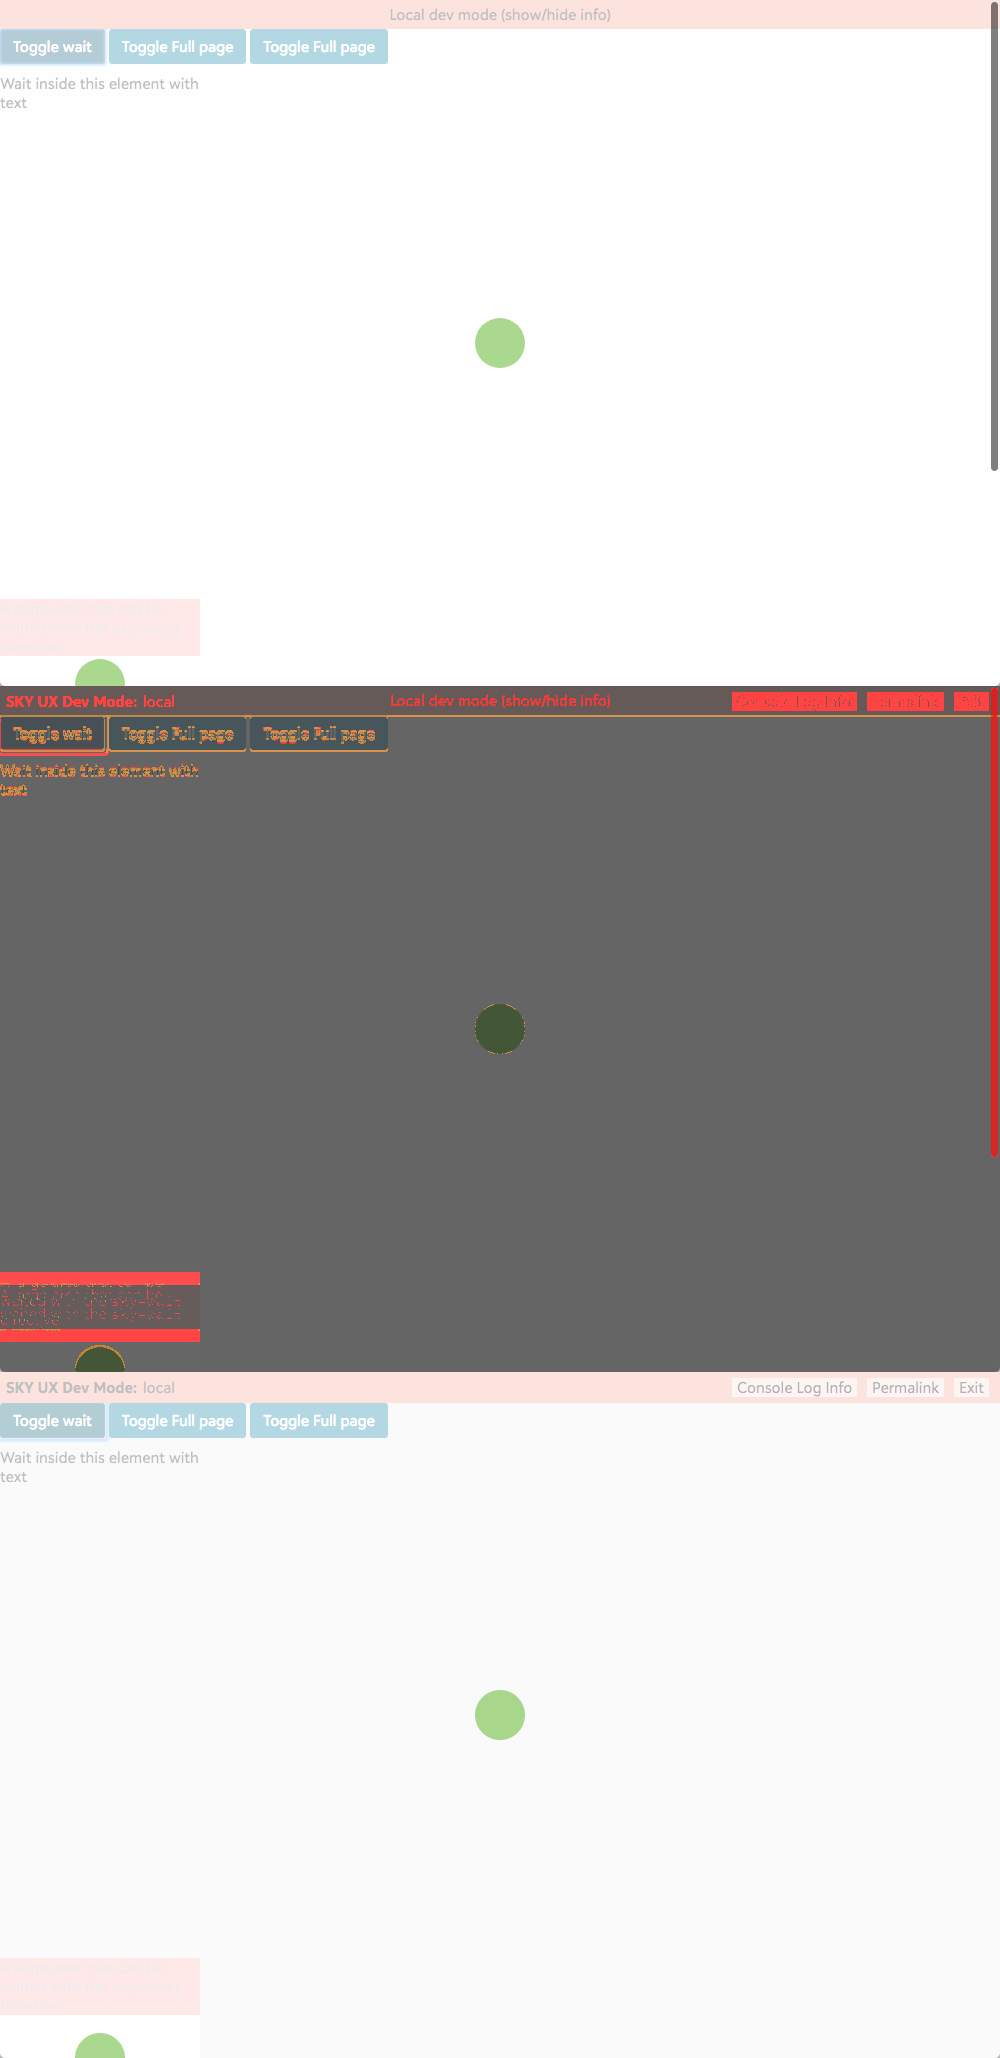 Local dev mode (show/hide info)
Toggle wait Toggle Full page Toggle Full page
Wait inside this element with
text
SKY UX Dev Mode: local Local dev mode (show/hide info) Console Log Info Permalink Exit
Toggle wait Toggle Full page Toggle Full page
Wait inside this element with
text
SKY UX Dev Mode: local Console Log Info Permalink Exit
Toggle wait Toggle Full page Toggle Full page
Wait inside this element with
text